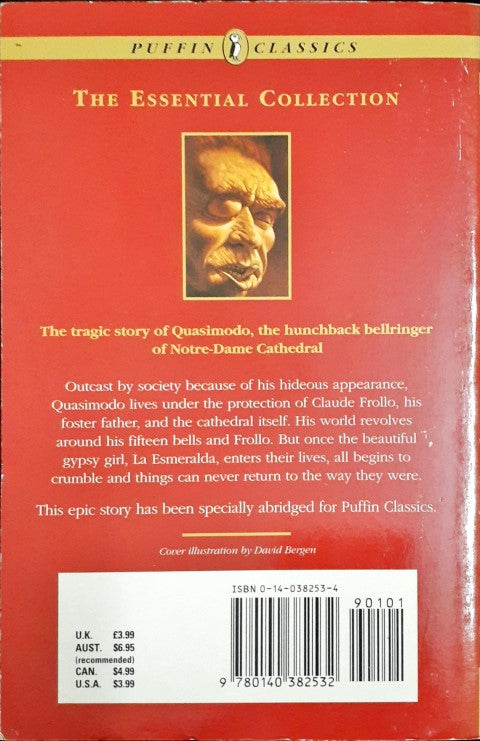 PUFFIN CLASSICS
THE ESSENTIAL COLLECTION
The tragic story of Quasimodo, the hunchback bellringer
of Notre-Dame Cathedral
Outcast by society because of his hideous appearance,
Quasimodo lives under the protection of Claude Frollo, his
foster father, and the cathedral itself. His world revolves
around his fifteen bells and Frollo. But once the beautiful
gypsy girl, La Esmeralda, enters their lives, all begins to
crumble and things can never return to the way they were.
This epic story has been specially abridged for Puffin Classics.
Cover illustration by David Bergen
ISBN 0-14-038253-4
90101
U.K. £3.99
AUST. $6.95
(recommended)
CAN. $4.99
U.S.A. $3.99
9 780140 382532